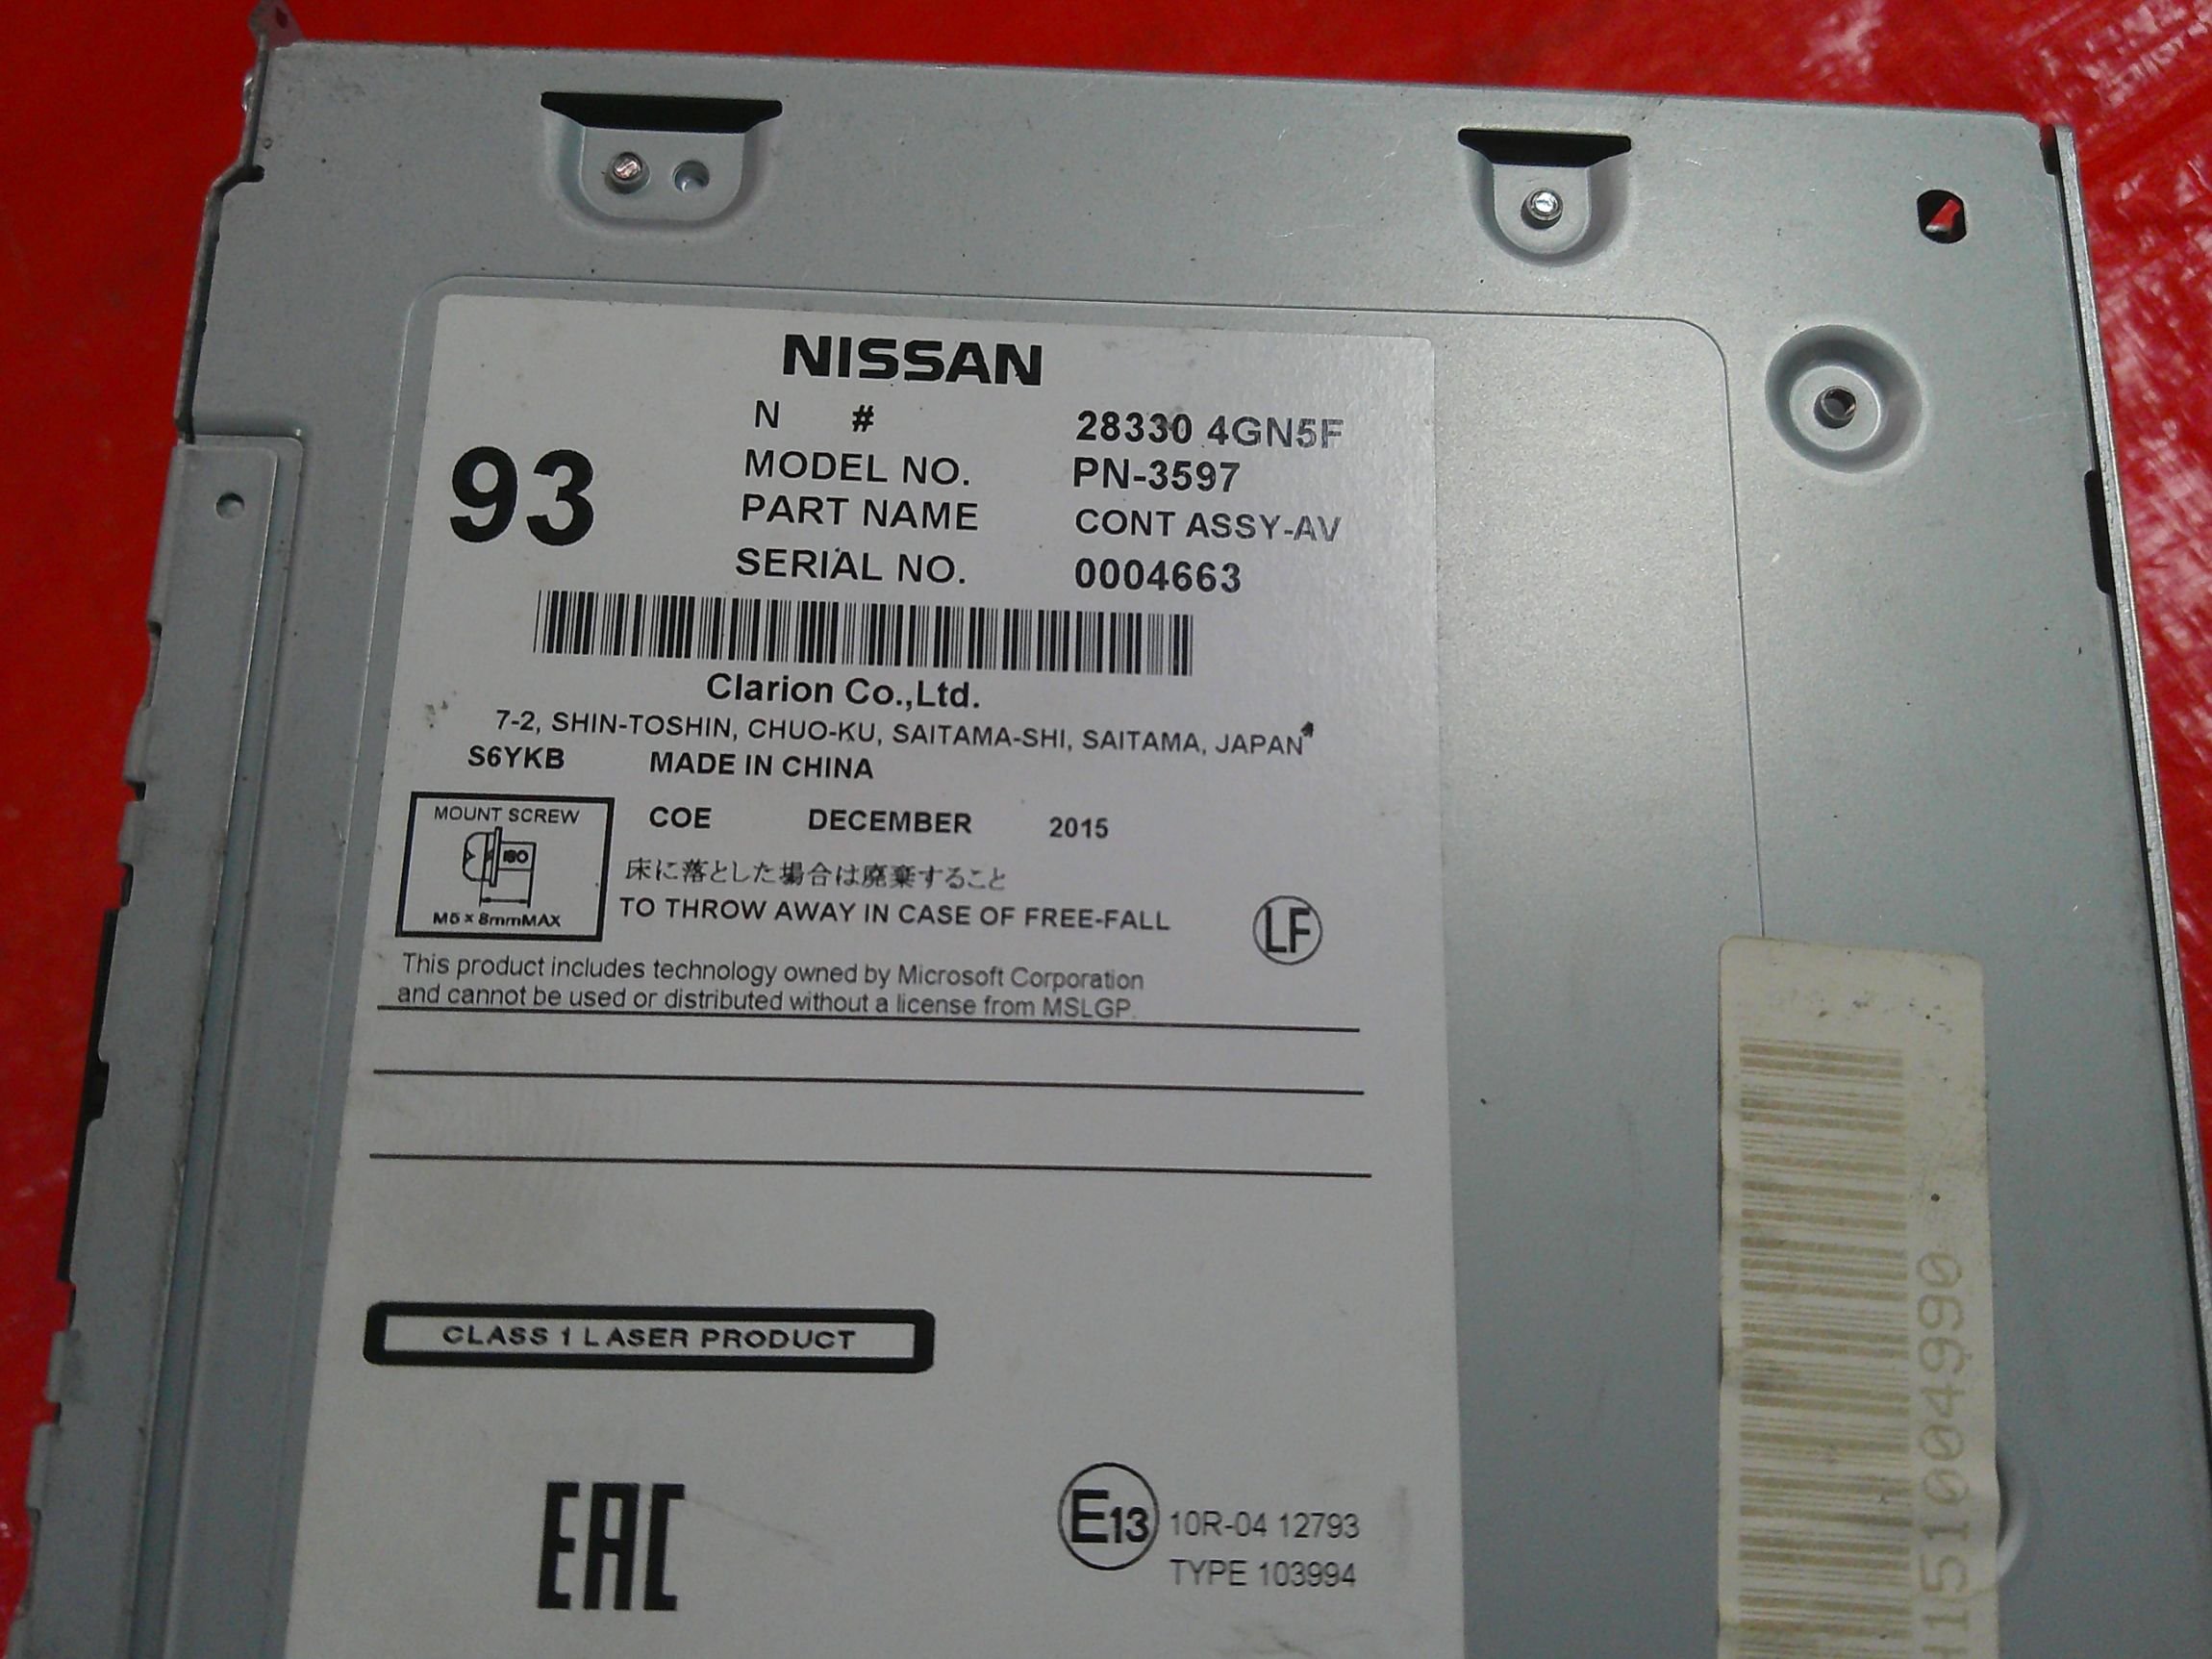 NISSAN
N # 28330 4GN5F
93
MODEL NO. PN-3597
PART NAME CONT ASSY-AV
SERIAL NO. 0004663
Clarion Co.,Ltd.
7-2, SHIN-TOSHIN, CHUO-KU, SAITAMA-SHI, SAITAMA, JAPAN
S6YKB MADE IN CHINA
MOUNT SCREW
ISO
M5 x 8mmMAX
COE DECEMBER 2015
床に落とした場合は廃棄すること
TO THROW AWAY IN CASE OF FREE-FALL
LF
This product includes technology owned by Microsoft Corporation
and cannot be used or distributed without a license from MSLGP.
CLASS 1 LASER PRODUCT
EAC
E13 10R-04 12793
TYPE 103994
H151004990